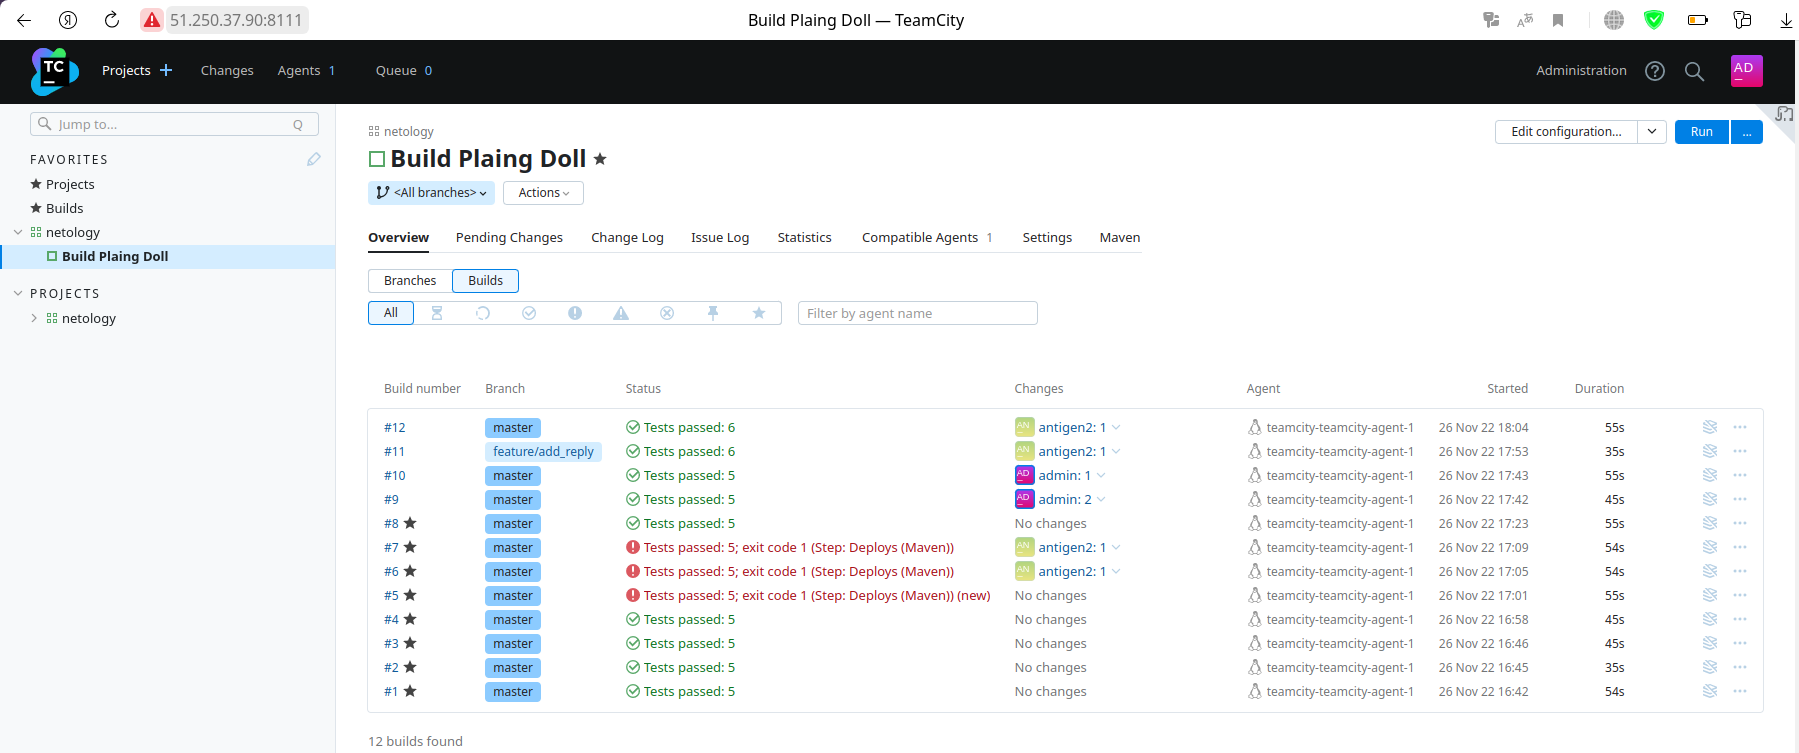 51.250.37.90:8111 Build Plaing Doll — TeamCity
TC Projects Changes Agents 1 Queue 0 Administration AD
Jump to... Q
FAVORITES
Projects
Builds
netology
Build Plaing Doll
PROJECTS
netology
netology
Edit configuration... Run ...
Build Plaing Doll
<All branches> Actions
Overview Pending Changes Change Log Issue Log Statistics Compatible Agents 1 Settings Maven
Branches Builds
All Filter by agent name
Build number Branch Status Changes Agent Started Duration
#12 master Tests passed: 6 AN antigen2: 1 teamcity-teamcity-agent-1 26 Nov 22 18:04 55s
#11 feature/add_reply Tests passed: 6 AN antigen2: 1 teamcity-teamcity-agent-1 26 Nov 22 17:53 35s
#10 master Tests passed: 5 AD admin: 1 teamcity-teamcity-agent-1 26 Nov 22 17:43 55s
#9 master Tests passed: 5 AD admin: 2 teamcity-teamcity-agent-1 26 Nov 22 17:42 45s
#8 master Tests passed: 5 No changes teamcity-teamcity-agent-1 26 Nov 22 17:23 55s
#7 master Tests passed: 5; exit code 1 (Step: Deploys (Maven)) AN antigen2: 1 teamcity-teamcity-agent-1 26 Nov 22 17:09 54s
#6 master Tests passed: 5; exit code 1 (Step: Deploys (Maven)) AN antigen2: 1 teamcity-teamcity-agent-1 26 Nov 22 17:05 54s
#5 master Tests passed: 5; exit code 1 (Step: Deploys (Maven)) (new) No changes teamcity-teamcity-agent-1 26 Nov 22 17:01 55s
#4 master Tests passed: 5 No changes teamcity-teamcity-agent-1 26 Nov 22 16:58 45s
#3 master Tests passed: 5 No changes teamcity-teamcity-agent-1 26 Nov 22 16:46 45s
#2 master Tests passed: 5 No changes teamcity-teamcity-agent-1 26 Nov 22 16:45 35s
#1 master Tests passed: 5 No changes teamcity-teamcity-agent-1 26 Nov 22 16:42 54s
12 builds found